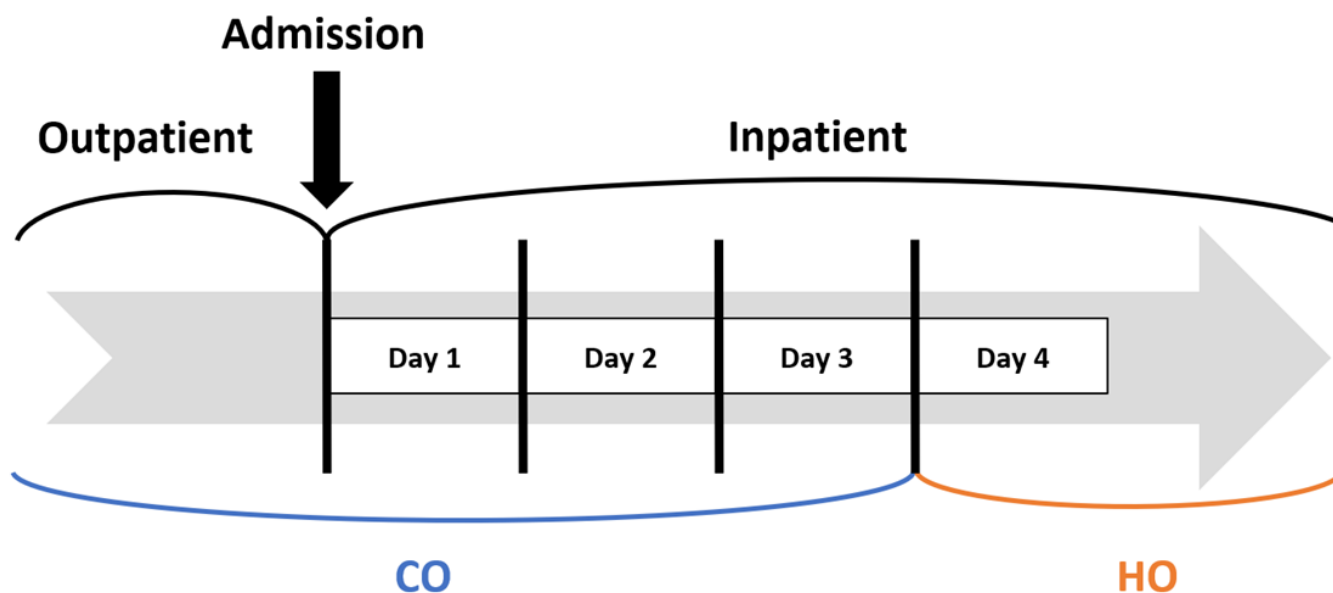 Admission
Outpatient
Inpatient
Day 1
Day 2
Day 3
Day 4
CO
HO